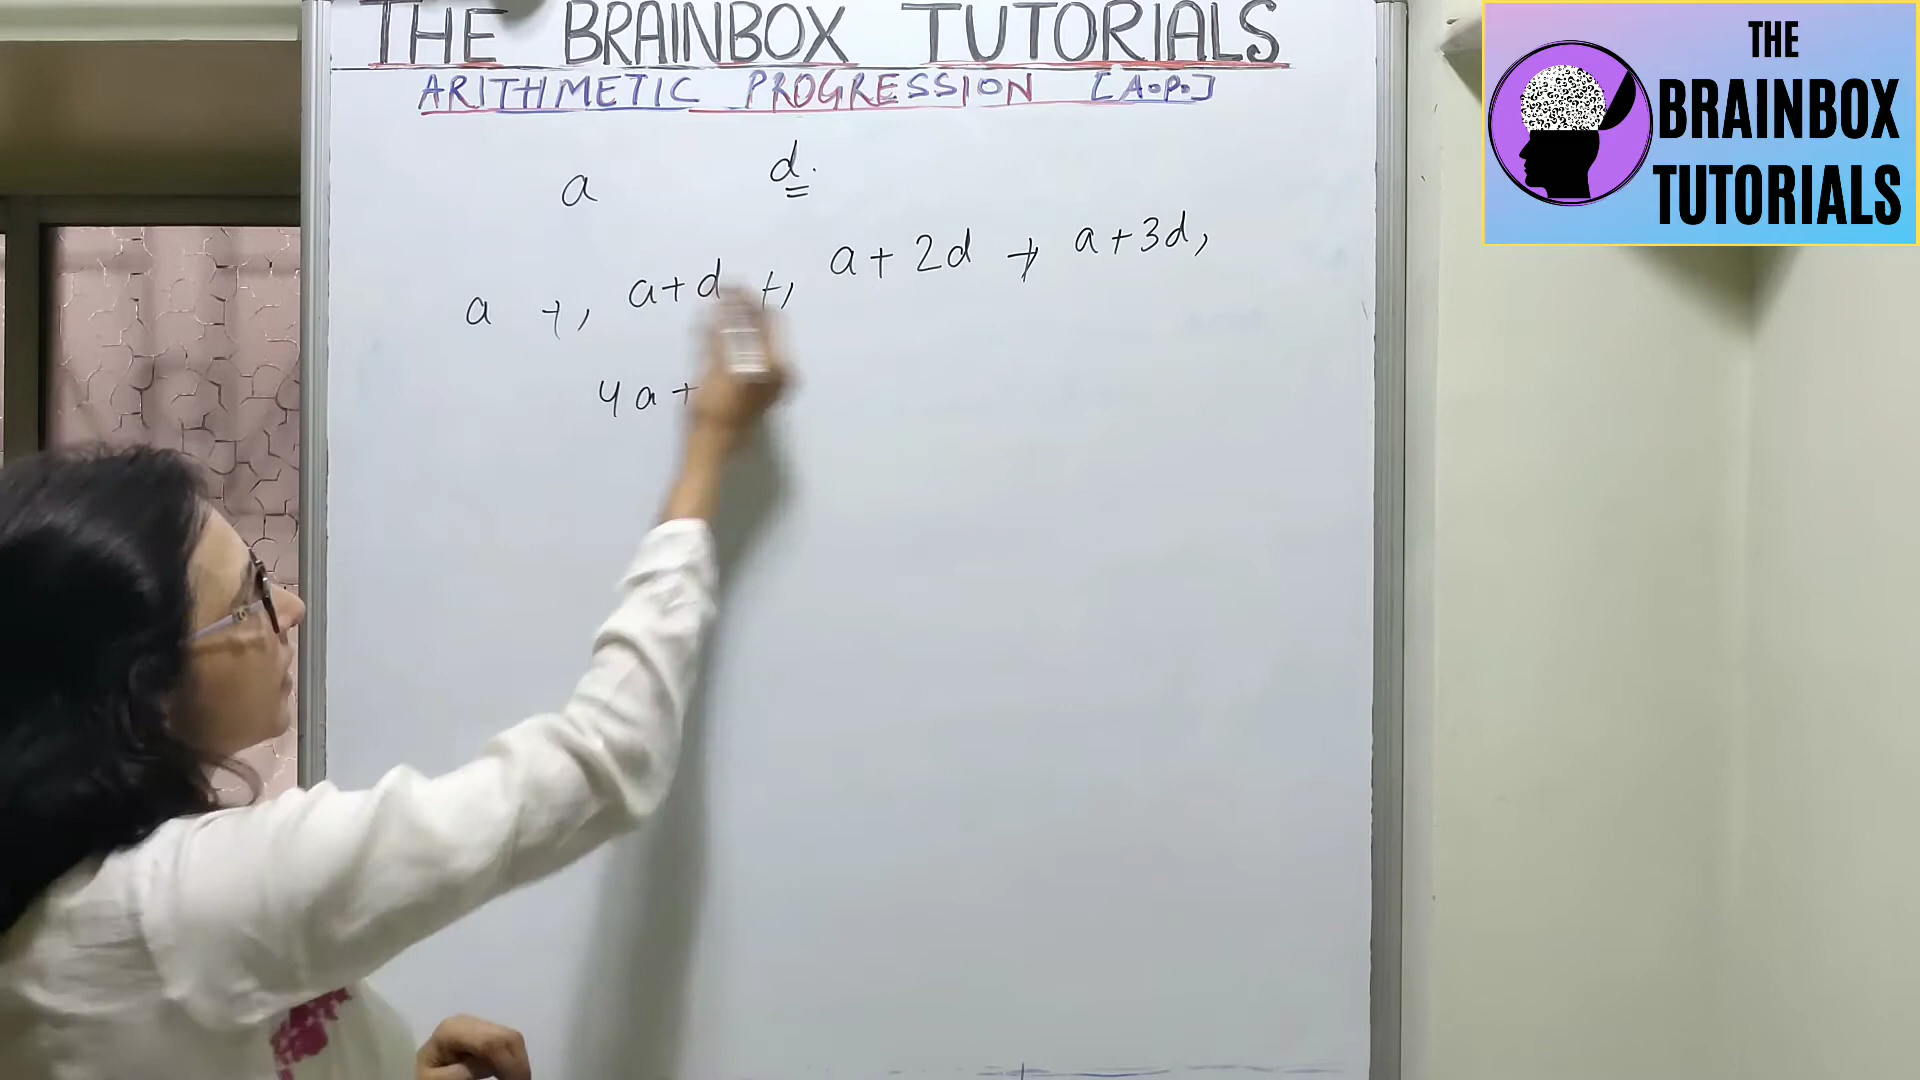 THE BRAINBOX TUTORIALS
ARITHMETIC PROGRESSION [A.P.]
a d.
a +, a+d +, a+2d +, a+3d,
4a+
THE
BRAINBOX
TUTORIALS